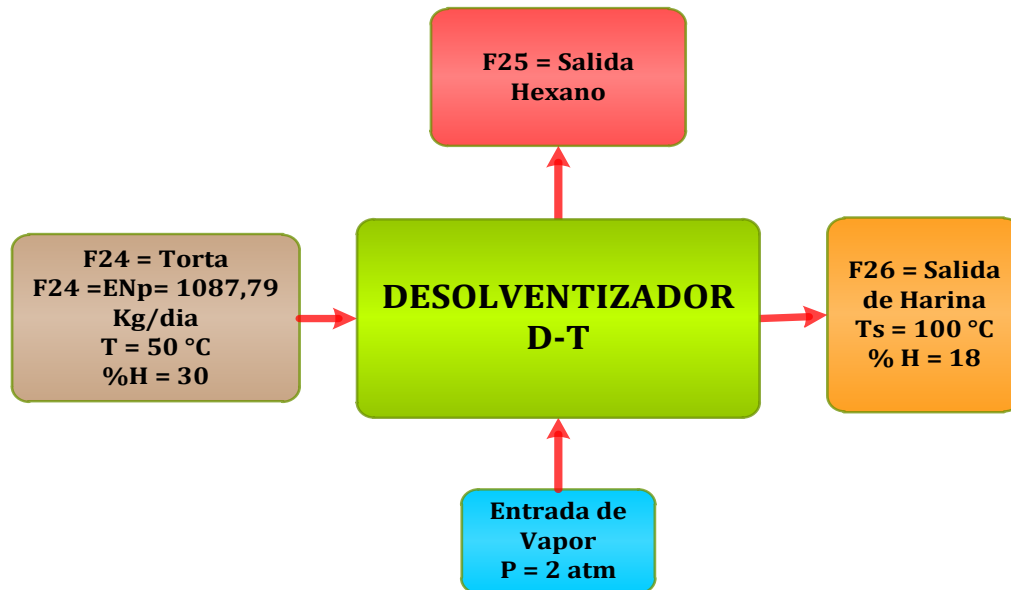 F25 = Salida
Hexano
F24 = Torta
F24 =ENp= 1087,79
Kg/dia
T = 50 °C
%H = 30
DESOLVENTIZADOR
D-T
F26 = Salida
de Harina
Ts = 100 °C
% H = 18
Entrada de
Vapor
P = 2 atm